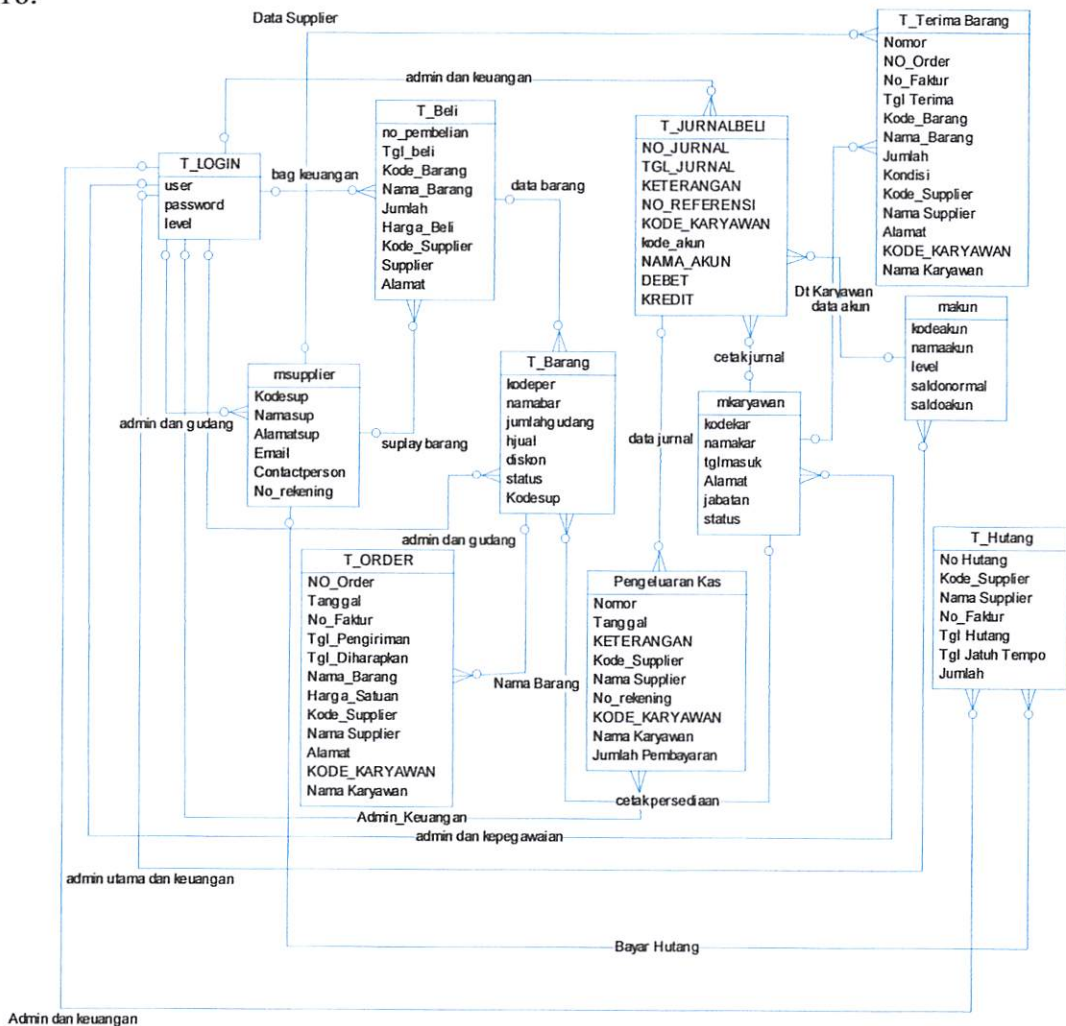 Data Supplier
T_Terima Barang
Nomor
NO_Order
No_Faktur
Tgl Terima
Kode_Barang
Nama_Barang
Jumlah
Kondisi
Kode_Supplier
Nama Supplier
Alamat
KODE_KARYAWAN
Nama Karyawan
admin dan keuangan
T_Beli
no_pembelian
Tgl_beli
Kode_Barang
Nama_Barang
Jumlah
Harga_Beli
Kode_Supplier
Supplier
Alamat
T_JURNALBELI
NO_JURNAL
TGL_JURNAL
KETERANGAN
NO_REFERENSI
KODE_KARYAWAN
kode_akun
NAMA_AKUN
DEBET
KREDIT
T_LOGIN
user
password
level
bag keuangan
data barang
Dt Karyawan
data akun
makun
kodeakun
namaakun
level
saldonormal
saldoakun
msupplier
Kodesup
Namasup
Alamatsup
Email
Contactperson
No_rekening
admin dan gudang
suplay barang
T_Barang
kodeper
namabar
jumlahgudang
hjual
diskon
status
Kodesup
cetak jurnal
mkaryawan
kodekar
namakar
tglmasuk
Alamat
jabatan
status
data jurnal
admin dan gudang
T_ORDER
NO_Order
Tanggal
No_Faktur
Tgl_Pengiriman
Tgl_Diharapkan
Nama_Barang
Harga_Satuan
Kode_Supplier
Nama Supplier
Alamat
KODE_KARYAWAN
Nama Karyawan
Nama Barang
Pengeluaran Kas
Nomor
Tanggal
KETERANGAN
Kode_Supplier
Nama Supplier
No_rekening
KODE_KARYAWAN
Nama Karyawan
Jumlah Pembayaran
T_Hutang
No Hutang
Kode_Supplier
Nama Supplier
No_Faktur
Tgl Hutang
Tgl Jatuh Tempo
Jumlah
cetak persediaan
Admin_Keuangan
admin dan kepegawaian
admin utama dan keuangan
Bayar Hutang
Admin dan keuangan